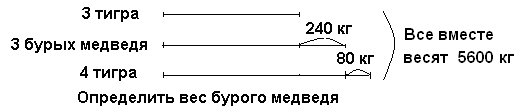 3 тигра
240 кг
3 бурых медведя
80 кг
4 тигра
Все вместе
весят 5600 кг
Определить вес бурого медведя